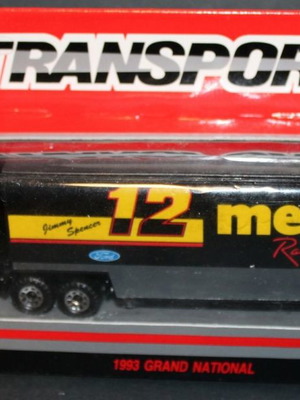 TRANSPOR
Jimmy
Spencer
12
me
Ford
1993 GRAND NATIONAL